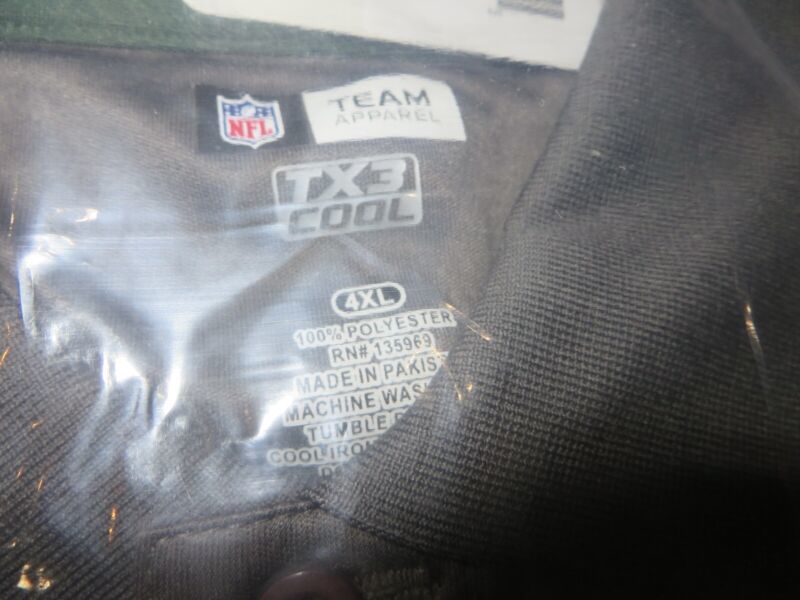 NFL
TEAM
APPAREL
TX3
COOL
4XL
100% POLYESTER
RN# 135969
MADE IN PAKIS
MACHINE WAS
TUMBLE
COOL IRON